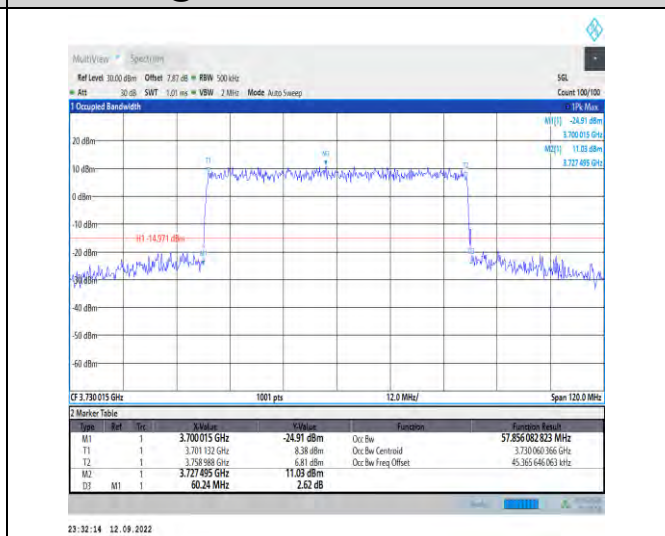 MultiView Spectrum
Ref Level 30.00 dBm Offset 7.87 dB RBW 500 kHz SGL
Att 30 dB SWT 1.01 ms VBW 2 MHz Mode Auto Sweep Count 100/100
1 Occupied Bandwidth 1Pk Max
M1[1] -24.91 dBm
3.700 015 GHz
M2[1] 11.03 dBm
3.727 495 GHz
20 dBm
T1
M2
10 dBm
0 dBm
-10 dBm
H1 -14.971 dBm
-20 dBm
-30 dBm
-40 dBm
-50 dBm
-60 dBm
CF 3.730 015 GHz 1001 pts 12.0 MHz/ Span 120.0 MHz
2 Marker Table
Type Ref Trc X-Value Y-Value Function Function Result
M1 1 3.700 015 GHz -24.91 dBm Occ Bw 57.856 082 823 MHz
T1 1 3.701 132 GHz 8.38 dBm Occ Bw Centroid 3.730 060 366 GHz
T2 1 3.758 988 GHz 6.81 dBm Occ Bw Freq Offset 45.365 646 063 kHz
M2 1 3.727 495 GHz 11.03 dBm
D3 M1 1 60.24 MHz 2.62 dB
23:32:14 12.09.2022